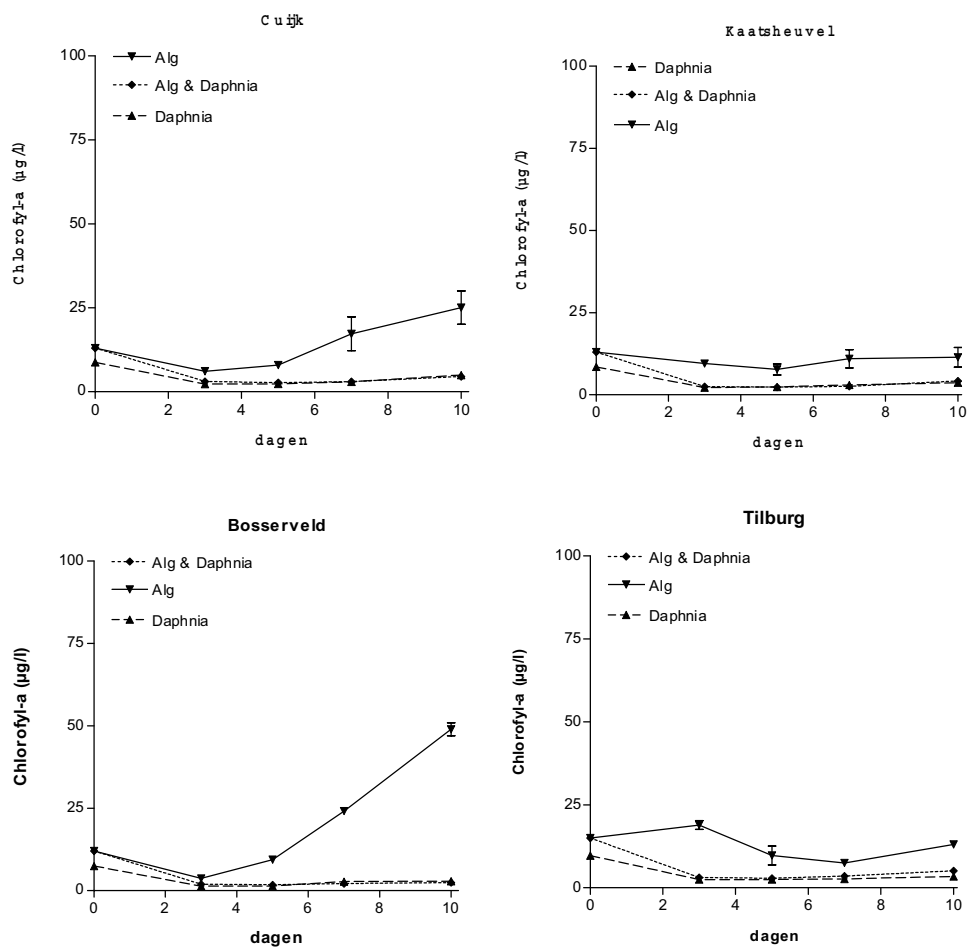 Cuijk
100
75
50
25
0
Chlorofyl-a (µg/l)
Alg
Alg & Daphnia
Daphnia
0 2 4 6 8 10
dagen
Kaatsheuvel
100
75
50
25
0
Chlorofyl-a (µg/l)
Daphnia
Alg & Daphnia
Alg
0 2 4 6 8 10
dagen
Bosserveld
100
75
50
25
0
Chlorofyl-a (µg/l)
Alg & Daphnia
Alg
Daphnia
0 2 4 6 8 10
dagen
Tilburg
100
75
50
25
0
Chlorofyl-a (µg/l)
Alg & Daphnia
Alg
Daphnia
0 2 4 6 8 10
dagen